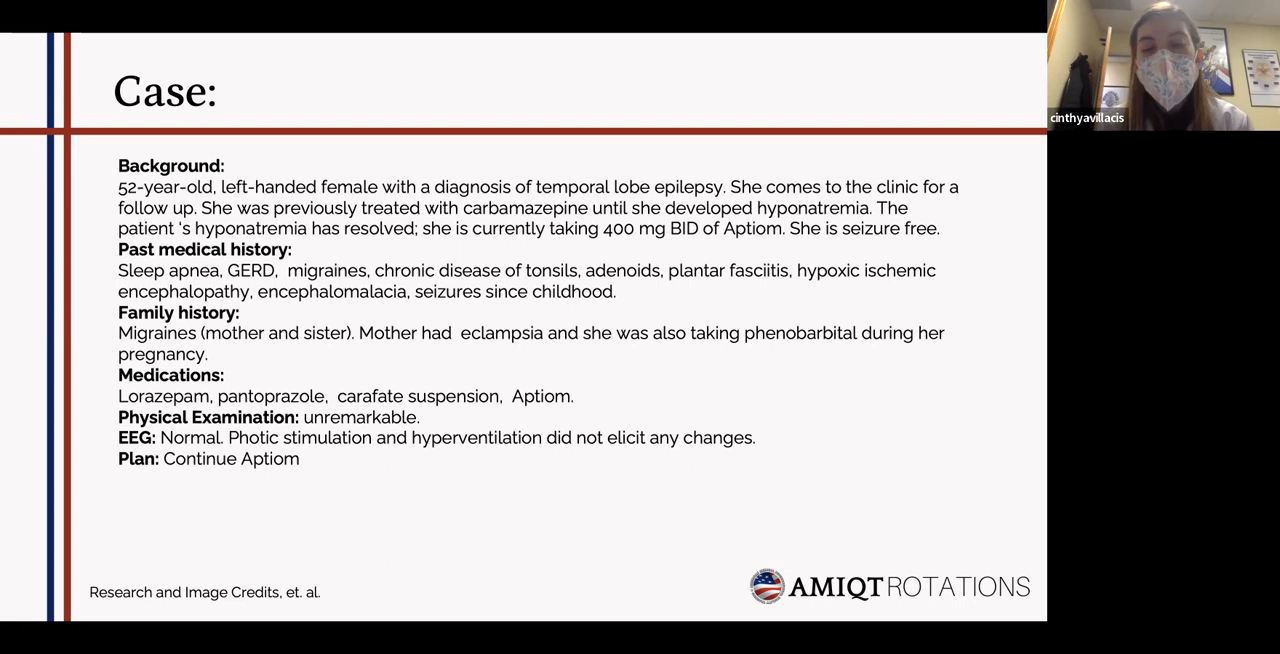 Case:
cinthyavillacis
Background:
52-year-old, left-handed female with a diagnosis of temporal lobe epilepsy. She comes to the clinic for a
follow up. She was previously treated with carbamazepine until she developed hyponatremia. The
patient 's hyponatremia has resolved; she is currently taking 400 mg BID of Aptiom. She is seizure free.
Past medical history:
Sleep apnea, GERD,  migraines, chronic disease of tonsils, adenoids, plantar fasciitis, hypoxic ischemic
encephalopathy, encephalomalacia, seizures since childhood.
Family history:
Migraines (mother and sister). Mother had  eclampsia and she was also taking phenobarbital during her
pregnancy.
Medications:
Lorazepam, pantoprazole,  carafate suspension,  Aptiom.
Physical Examination: unremarkable.
EEG: Normal. Photic stimulation and hyperventilation did not elicit any changes.
Plan: Continue Aptiom
Research and Image Credits, et. al.
AMIQT ROTATIONS